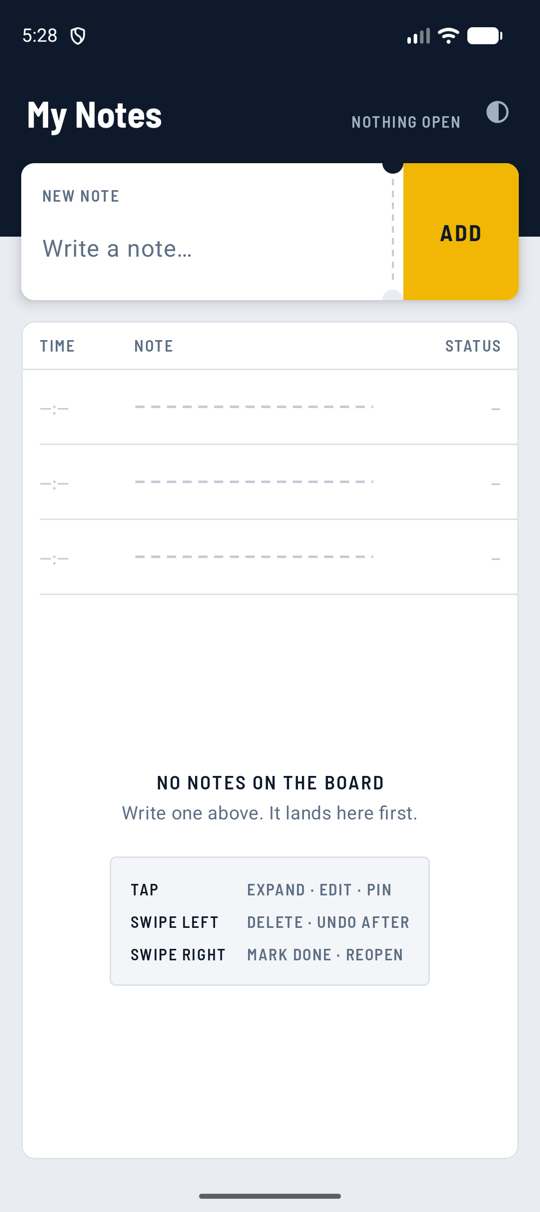 5:28
My Notes
NOTHING OPEN
NEW NOTE
Write a note…
ADD
TIME NOTE STATUS
–:– –
–:– –
–:– –
NO NOTES ON THE BOARD
Write one above. It lands here first.
TAP EXPAND · EDIT · PIN
SWIPE LEFT DELETE · UNDO AFTER
SWIPE RIGHT MARK DONE · REOPEN